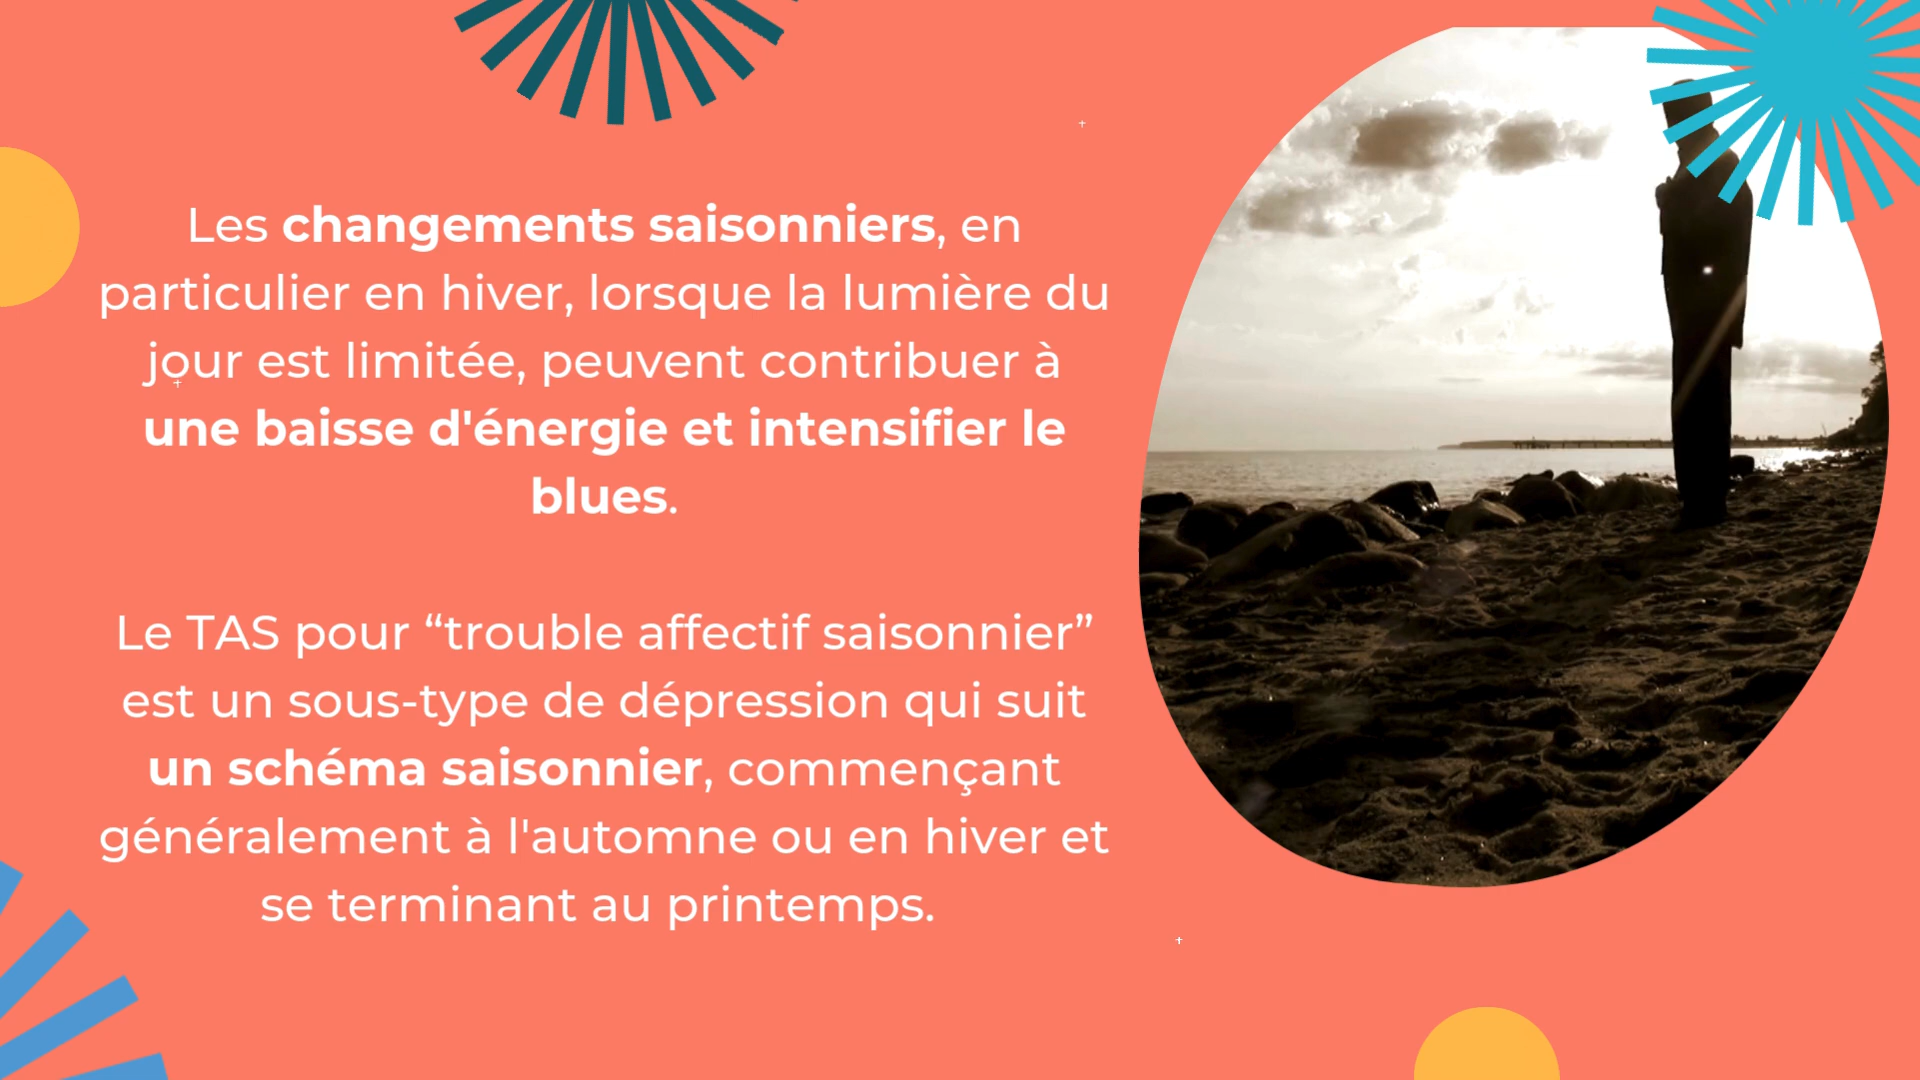 Les changements saisonniers, en
particulier en hiver, lorsque la lumière du
jour est limitée, peuvent contribuer à
une baisse d'énergie et intensifier le
blues.
Le TAS pour “trouble affectif saisonnier”
est un sous-type de dépression qui suit
un schéma saisonnier, commençant
généralement à l'automne ou en hiver et
se terminant au printemps.